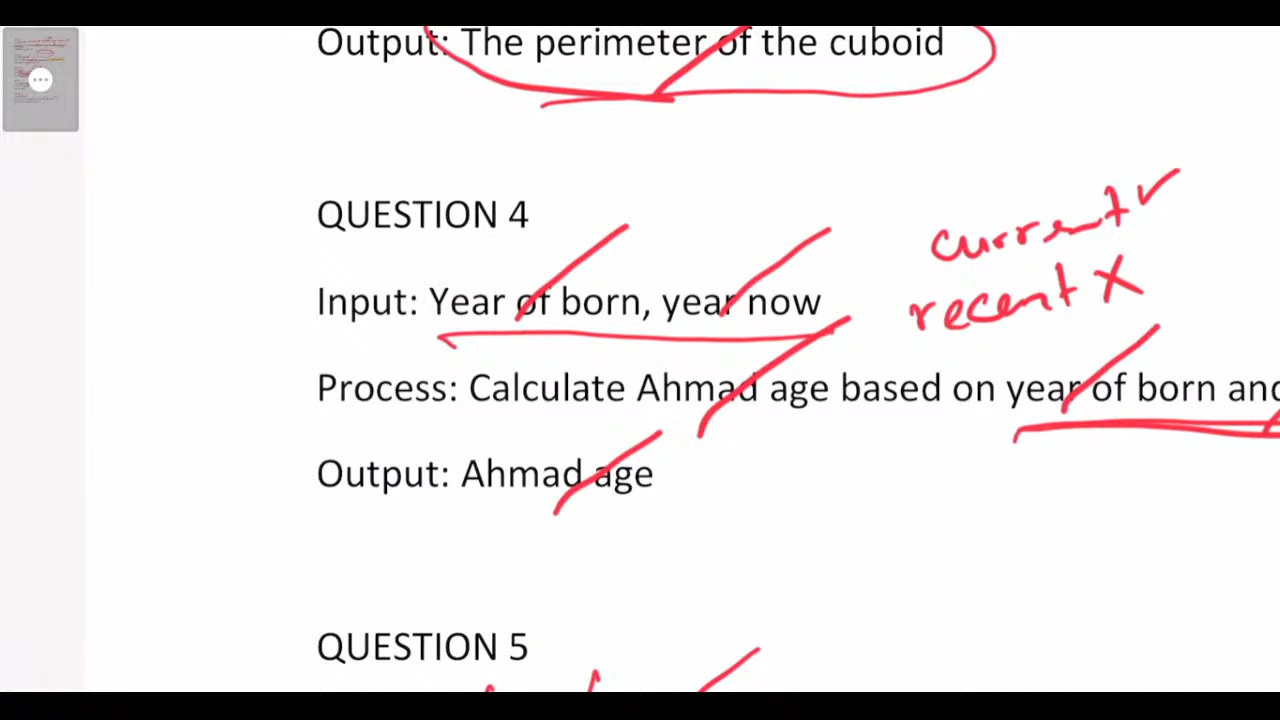 Output: The perimeter of the cuboid
QUESTION 4
current
recent X
Input: Year of born, year now
Process: Calculate Ahmad age based on year of born and
Output: Ahmad age
QUESTION 5